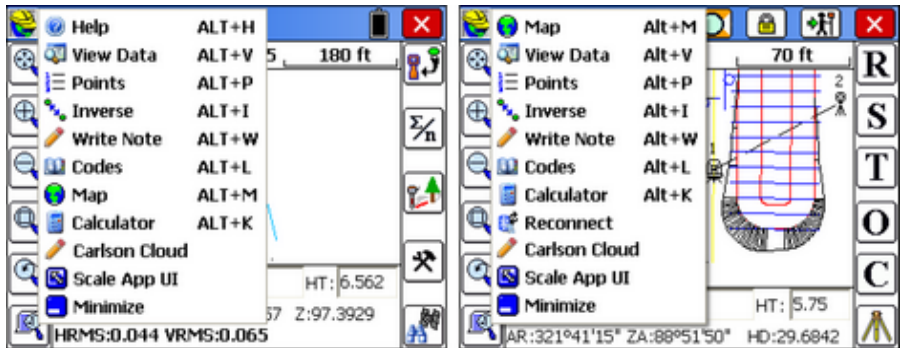 Help ALT+H
View Data ALT+V 5 180 ft
Points ALT+P
Inverse ALT+I
Write Note ALT+W Σ/n
Codes ALT+L
Map ALT+M
Calculator ALT+K
Carlson Cloud
Scale App UI HT: 6.562
Minimize 57 Z:97.3929
HRMS:0.044 VRMS:0.065
Map Alt+M
View Data Alt+V 70 ft R
Points Alt+P 2
Inverse Alt+I S
Write Note Alt+W 1
Codes Alt+L T
Calculator Alt+K
Reconnect O
Carlson Cloud
Scale App UI C
Minimize HT: 5.75
AR:321°41'15" ZA:88°51'50" HD:29.6842